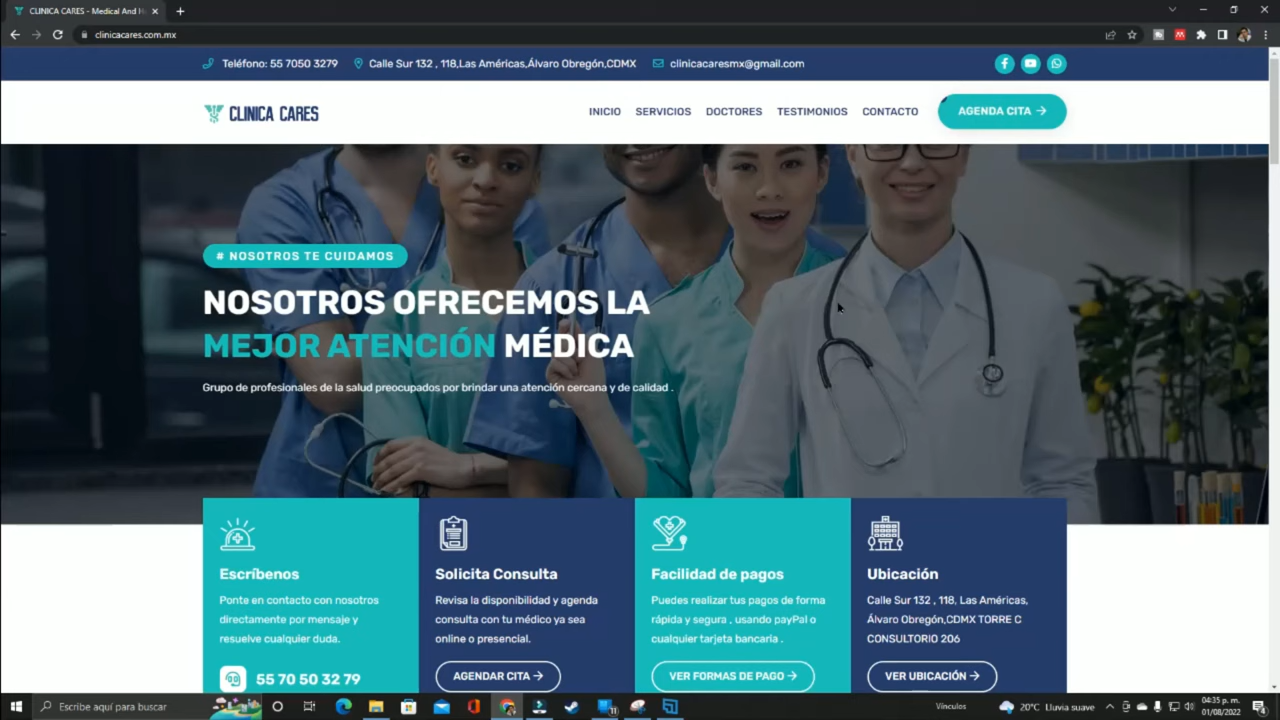 CLINICA CARES - Medical And H
clinicacares.com.mx
Teléfono: 55 7050 3279
Calle Sur 132 , 118,Las Américas,Álvaro Obregón,CDMX
clinicacaresmx@gmail.com
CLINICA CARES
INICIO SERVICIOS DOCTORES TESTIMONIOS CONTACTO AGENDA CITA
# NOSOTROS TE CUIDAMOS
NOSOTROS OFRECEMOS LA
MEJOR ATENCIÓN MÉDICA
Grupo de profesionales de la salud preocupados por brindar una atención cercana y de calidad .
Escríbenos
Ponte en contacto con nosotros
directamente por mensaje y
resuelve cualquier duda.
55 70 50 32 79
Solicita Consulta
Revisa la disponibilidad y agenda
consulta con tu médico ya sea
online o presencial.
AGENDAR CITA
Facilidad de pagos
Puedes realizar tus pagos de forma
rápida y segura , usando payPal o
cualquier tarjeta bancaria .
VER FORMAS DE PAGO
Ubicación
Calle Sur 132 , 118, Las Américas,
Álvaro Obregón,CDMX TORRE C
CONSULTORIO 206
VER UBICACIÓN
Escribe aquí para buscar
Vínculos
20°C Lluvia suave
04:35 p. m.
01/08/2022